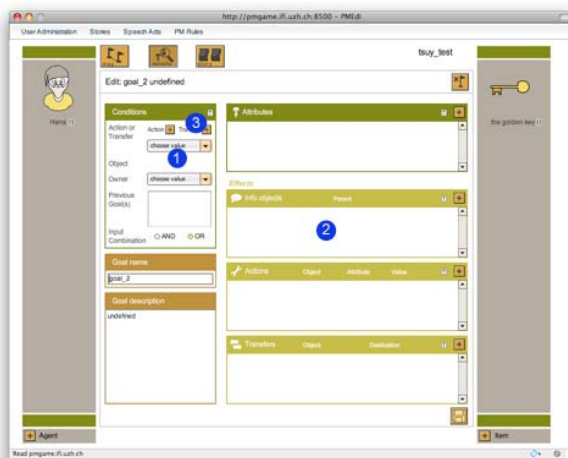 http://pmgame.ifi.uzh.ch:8500 – PMEdi
User Administration Stories Speech Acts PM Rules
tsuy_test
Edit: goal_2 undefined
Hans
the golden key
Conditions
Action or Transfer
Action
3
choose value
1
Object
Owner
choose value
Previous Goal(s)
Input Combination
AND OR
Goal name
goal_2
Goal description
undefined
Attributes
Effects
Info objects Parent
2
Actions Object Attribute Value
Transfers Object Destination
Agent
Item
Read pmgame.ifi.uzh.ch